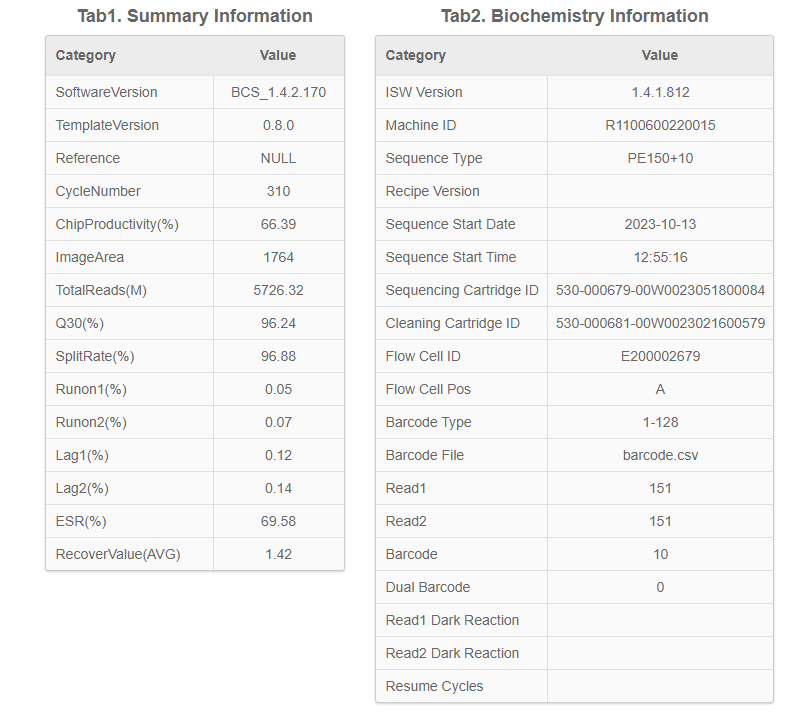 Tab1. Summary Information
Category Value
SoftwareVersion BCS_1.4.2.170
TemplateVersion 0.8.0
Reference NULL
CycleNumber 310
ChipProductivity(%) 66.39
ImageArea 1764
TotalReads(M) 5726.32
Q30(%) 96.24
SplitRate(%) 96.88
Runon1(%) 0.05
Runon2(%) 0.07
Lag1(%) 0.12
Lag2(%) 0.14
ESR(%) 69.58
RecoverValue(AVG) 1.42
Tab2. Biochemistry Information
Category Value
ISW Version 1.4.1.812
Machine ID R1100600220015
Sequence Type PE150+10
Recipe Version
Sequence Start Date 2023-10-13
Sequence Start Time 12:55:16
Sequencing Cartridge ID 530-000679-00W0023051800084
Cleaning Cartridge ID 530-000681-00W0023021600579
Flow Cell ID E200002679
Flow Cell Pos A
Barcode Type 1-128
Barcode File barcode.csv
Read1 151
Read2 151
Barcode 10
Dual Barcode 0
Read1 Dark Reaction
Read2 Dark Reaction
Resume Cycles